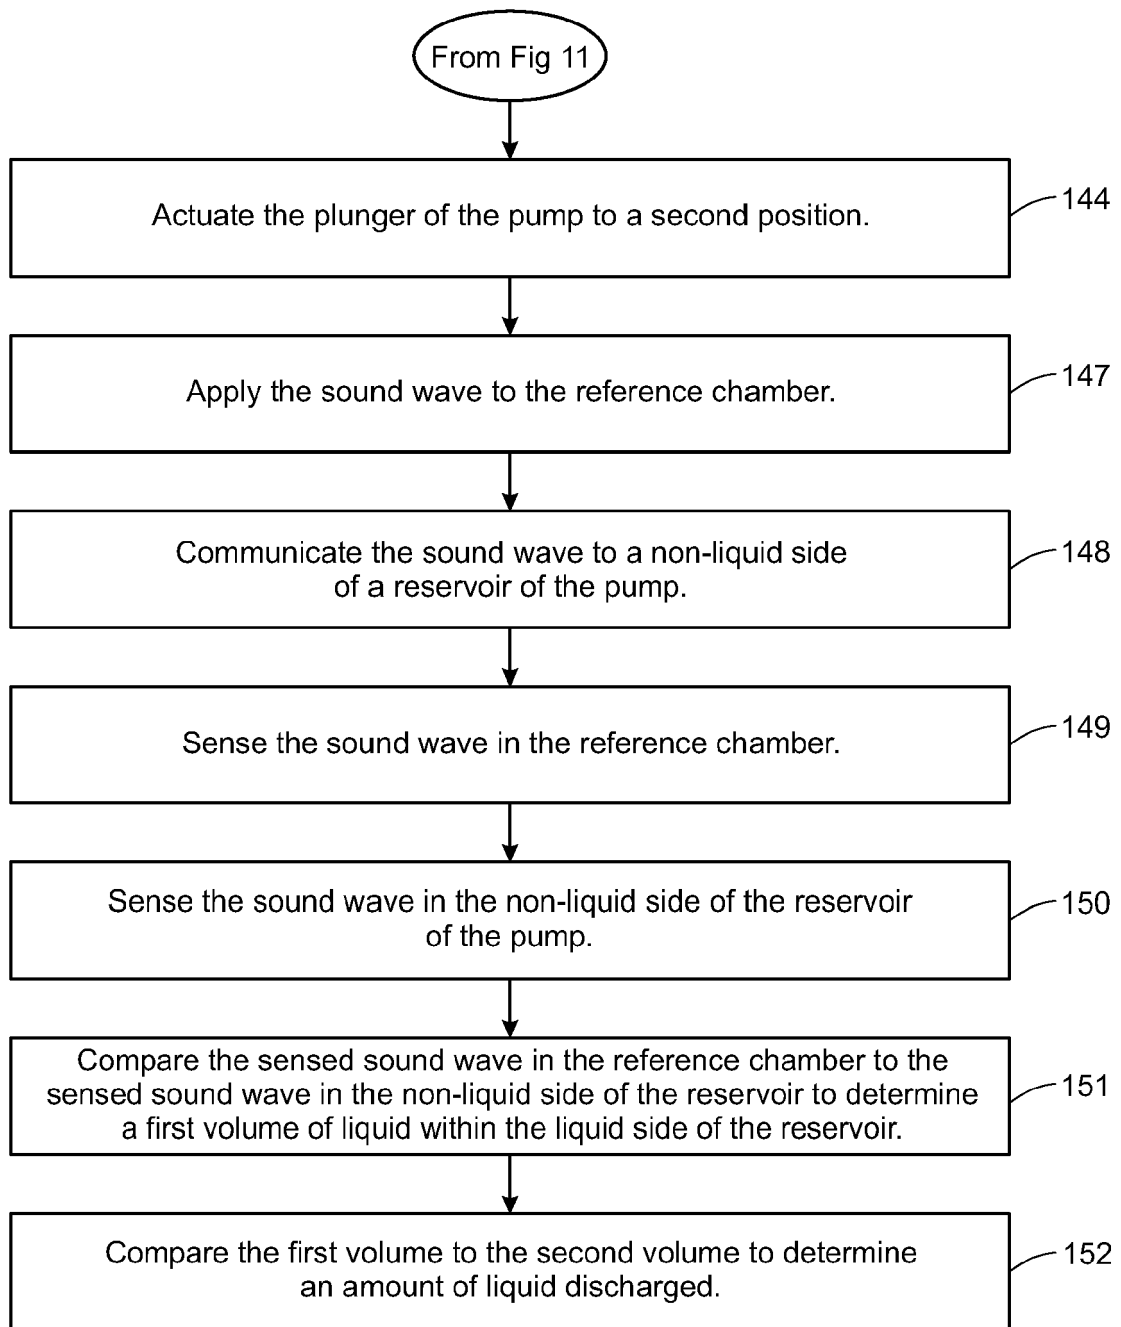 From Fig 11
Actuate the plunger of the pump to a second position.
144
Apply the sound wave to the reference chamber.
147
Communicate the sound wave to a non-liquid side
of a reservoir of the pump.
148
Sense the sound wave in the reference chamber.
149
Sense the sound wave in the non-liquid side of the reservoir
of the pump.
150
Compare the sensed sound wave in the reference chamber to the
sensed sound wave in the non-liquid side of the reservoir to determine
a first volume of liquid within the liquid side of the reservoir.
151
Compare the first volume to the second volume to determine
an amount of liquid discharged.
152